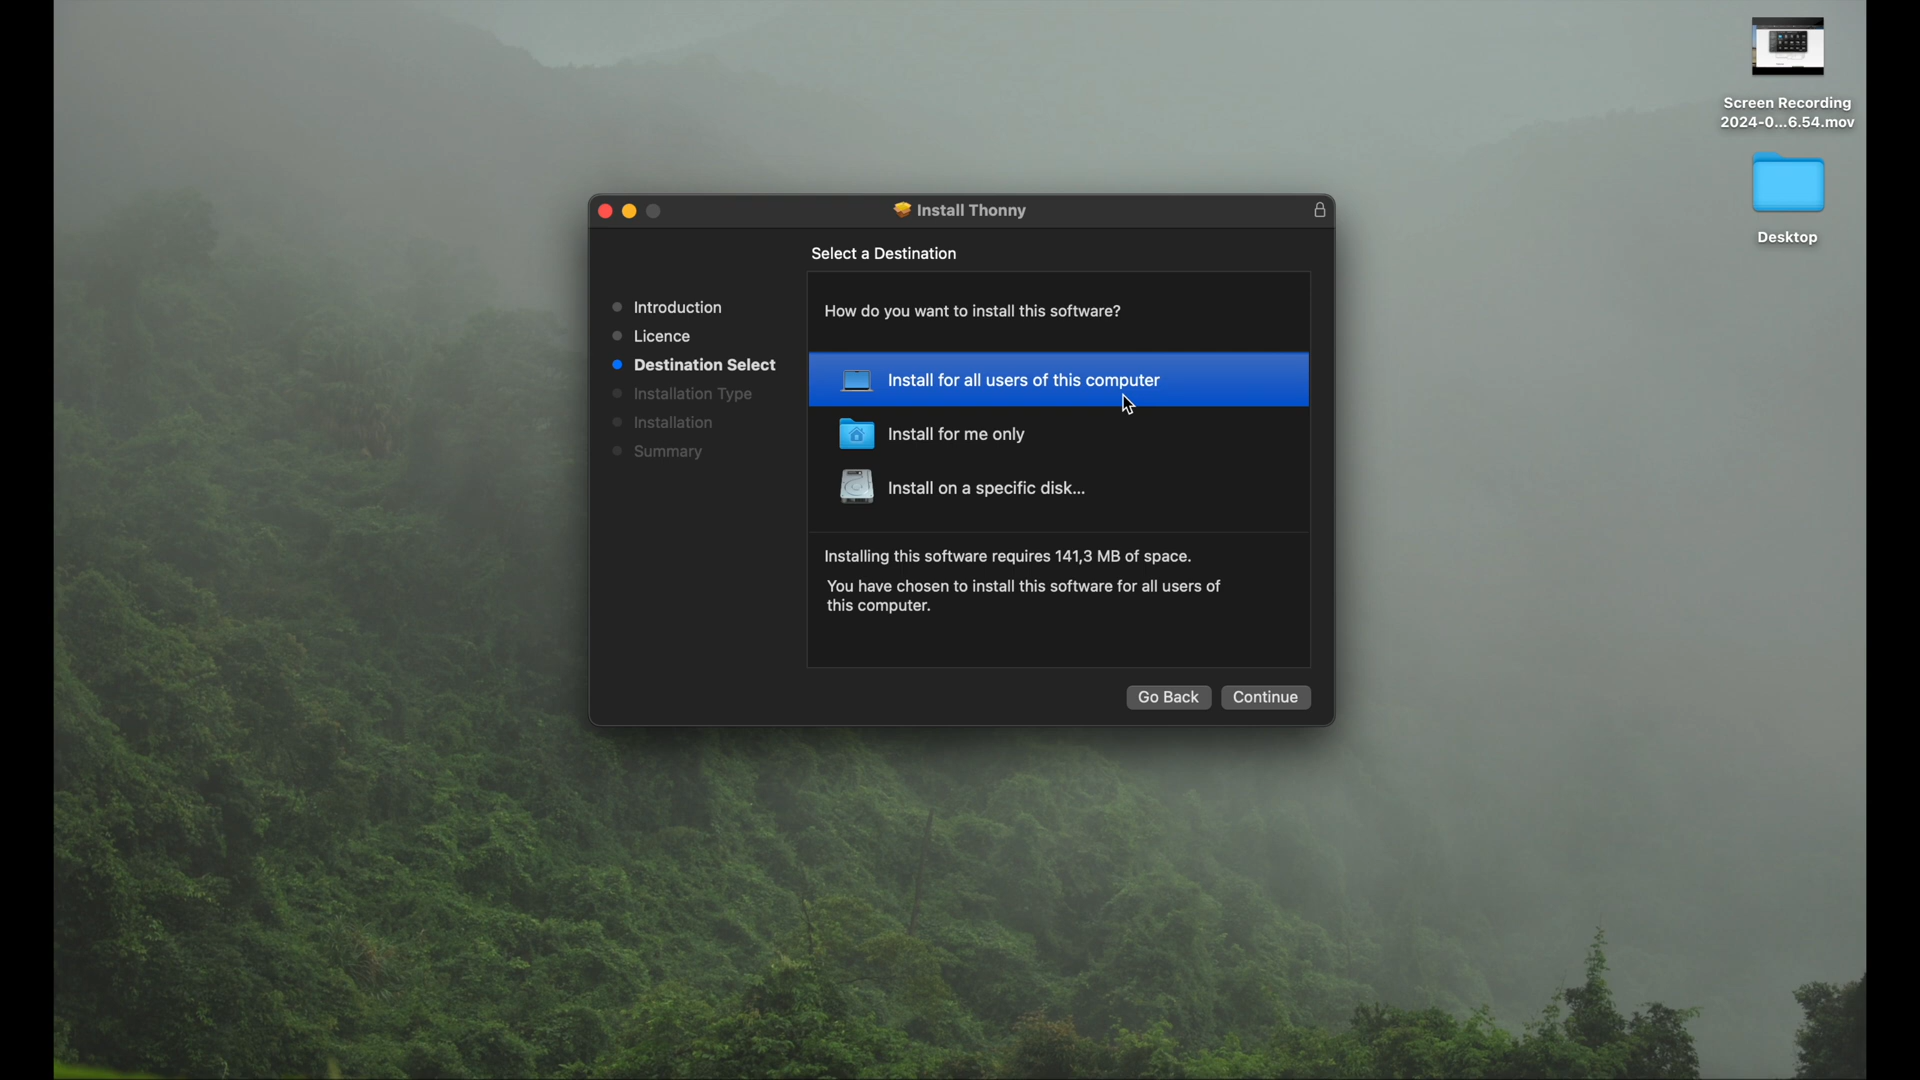 Screen Recording
2024-0...6.54.mov
Desktop
Install Thonny
Select a Destination
Introduction
Licence
Destination Select
Installation Type
Installation
Summary
How do you want to install this software?
Install for all users of this computer
Install for me only
Install on a specific disk...
Installing this software requires 141,3 MB of space.
You have chosen to install this software for all users of
this computer.
Go Back
Continue